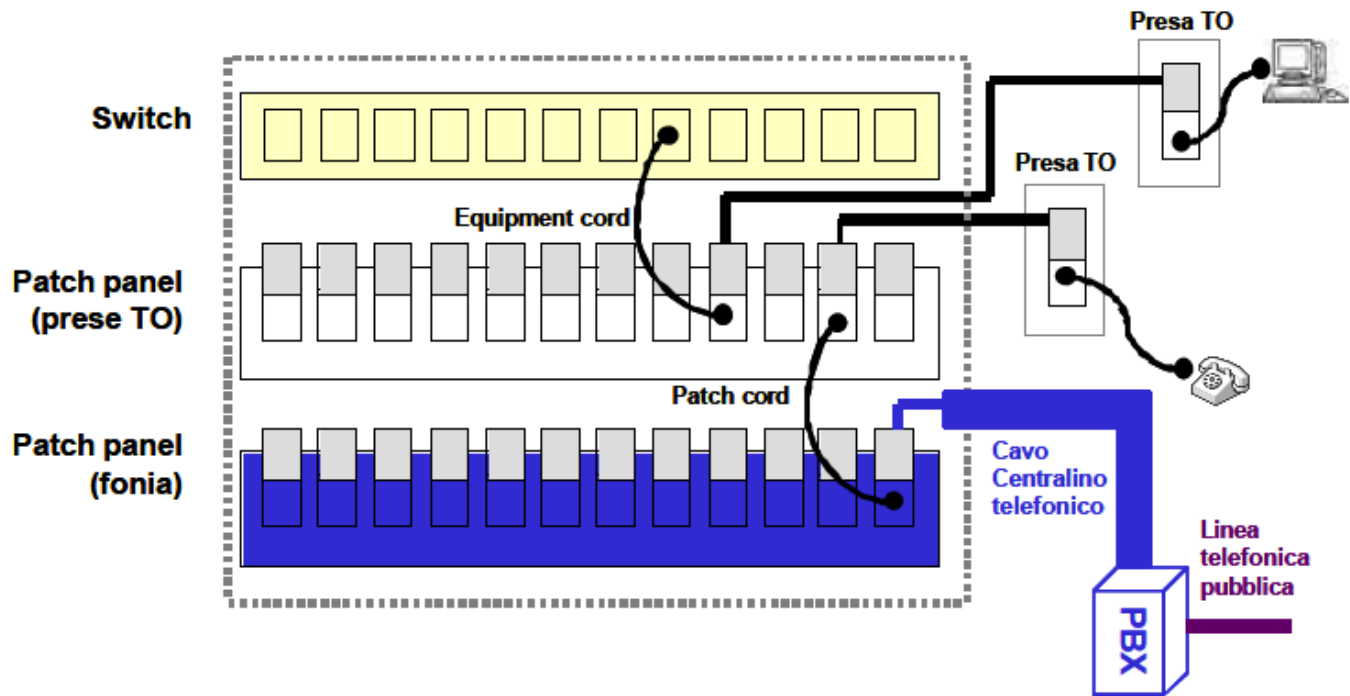 Presa TO
Switch
Presa TO
Equipment cord
Patch panel
(prese TO)
Patch cord
Patch panel
(fonia)
Cavo
Centralino
telefonico
Linea
telefonica
pubblica
PBX